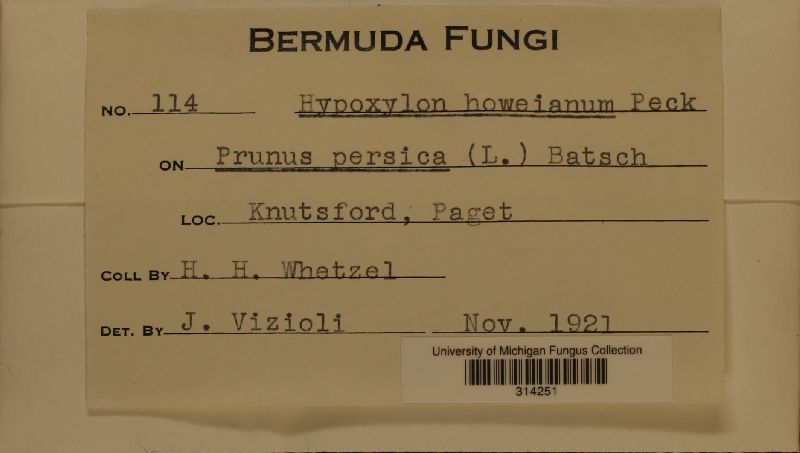 BERMUDA FUNGI
NO. 114 Hypoxylon howeianum Peck
ON Prunus persica (L.) Batsch
LOC. Knutsford, Paget
COLL BY H. H. Whetzel
DET. BY J. Vizioli Nov. 1921
University of Michigan Fungus Collection
314251